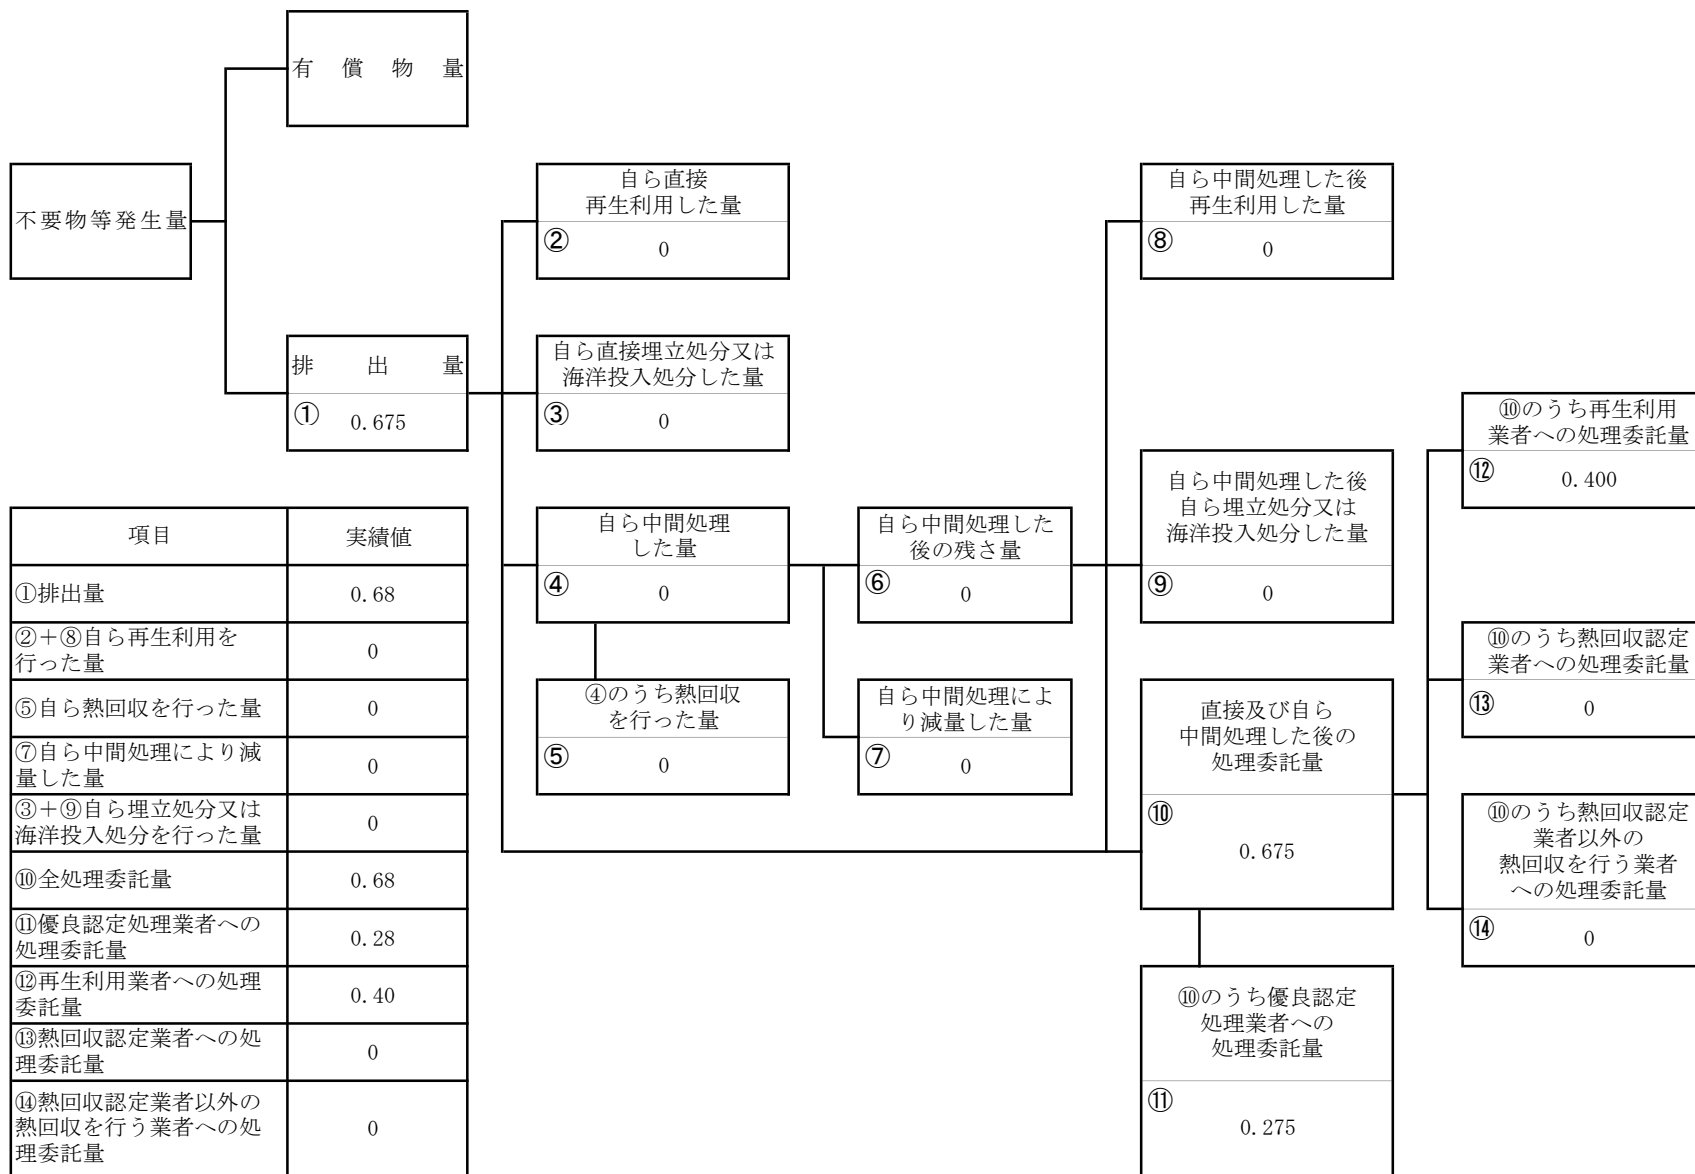 有償物量
不要物等発生量
排出量
① 0.675
自ら直接
再生利用した量
② 0
自ら直接埋立処分又は
海洋投入処分した量
③ 0
自ら中間処理
した量
④ 0
④のうち熱回収
を行った量
⑤ 0
自ら中間処理した
後の残さ量
⑥ 0
自ら中間処理によ
り減量した量
⑦ 0
自ら中間処理した後
再生利用した量
⑧ 0
自ら中間処理した後
自ら埋立処分又は
海洋投入処分した量
⑨ 0
直接及び自ら
中間処理した後の
処理委託量
⑩
0.675
⑩のうち優良認定
処理業者への
処理委託量
⑪
0.275
⑩のうち再生利用
業者への処理委託量
⑫ 0.400
⑩のうち熱回収認定
業者への処理委託量
⑬ 0
⑩のうち熱回収認定
業者以外の
熱回収を行う業者
への処理委託量
⑭ 0
項目 実績値
①排出量 0.68
②＋⑧自ら再生利用を
行った量 0
⑤自ら熱回収を行った量 0
⑦自ら中間処理により減
量した量 0
③＋⑨自ら埋立処分又は
海洋投入処分を行った量 0
⑩全処理委託量 0.68
⑪優良認定処理業者への
処理委託量 0.28
⑫再生利用業者への処理
委託量 0.40
⑬熱回収認定業者への処
理委託量 0
⑭熱回収認定業者以外の
熱回収を行う業者への処
理委託量 0